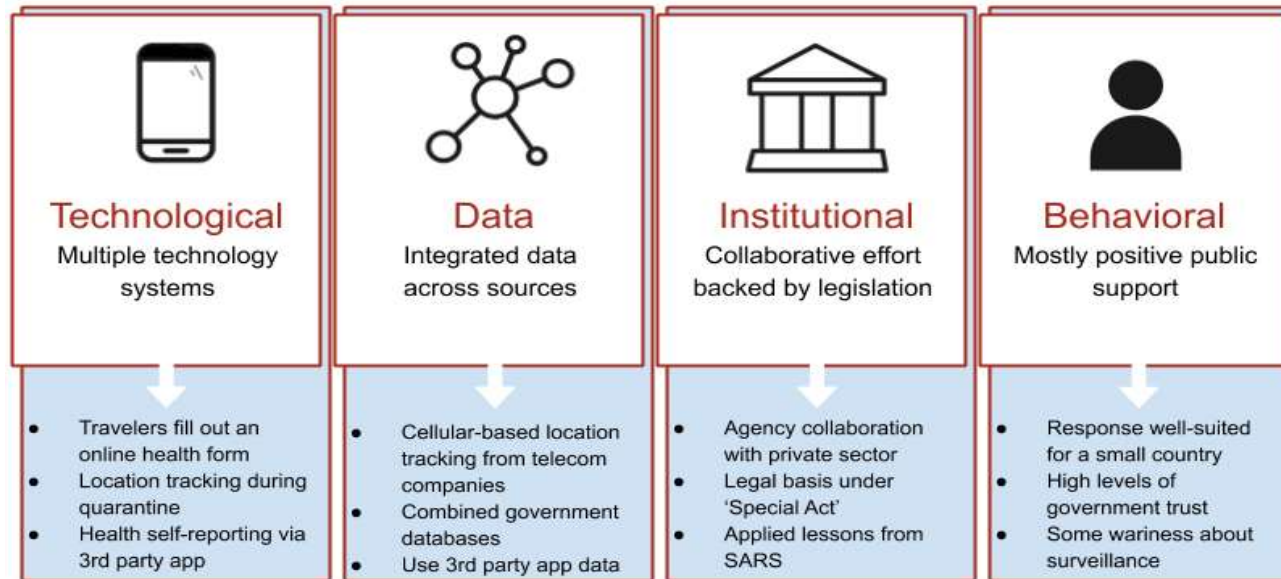 Technological
Multiple technology
systems
● Travelers fill out an
online health form
● Location tracking during
quarantine
● Health self-reporting via
3rd party app
Data
Integrated data
across sources
● Cellular-based location
tracking from telecom
companies
● Combined government
databases
● Use 3rd party app data
Institutional
Collaborative effort
backed by legislation
● Agency collaboration
with private sector
● Legal basis under
‘Special Act’
● Applied lessons from
SARS
Behavioral
Mostly positive public
support
● Response well-suited
for a small country
● High levels of
government trust
● Some wariness about
surveillance